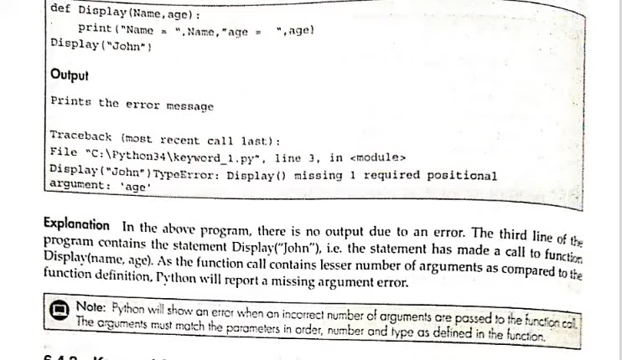 def Display(Name,age):
print("Name = ",Name,"age =  ",age)
Display("John")
Output
Prints the error message
Traceback (most recent call last):
File "C:\Python34\keyword_1.py", line 3, in <module>
Display("John")TypeError: Display() missing 1 required positional
argument: 'age'
Explanation In the above program, there is no output due to an error. The third line of the
program contains the statement Display("John"), i.e. the statement has made a call to function
Display(name, age). As the function call contains lesser number of arguments as compared to the
function definition, Python will report a missing argument error.
Note: Python will show an error when an incorrect number of arguments are passed to the function call.
The arguments must match the parameters in order, number and type as defined in the function.